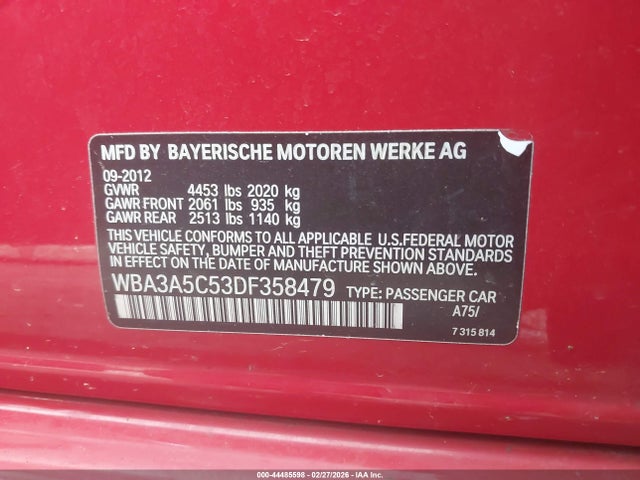 MFD BY BAYERISCHE MOTOREN WERKE AG
09-2012
GVWR 4453 lbs 2020 kg
GAWR FRONT 2061 lbs 935 kg
GAWR REAR 2513 lbs 1140 kg
THIS VEHICLE CONFORMS TO ALL APPLICABLE U.S.FEDERAL MOTOR
VEHICLE SAFETY, BUMPER AND THEFT PREVENTION STANDARDS
IN EFFECT ON THE DATE OF MANUFACTURE SHOWN ABOVE.
WBA3A5C53DF358479 TYPE: PASSENGER CAR
A75/
7 315 814
000-44485598 - 02/27/2026 - IAA Inc.